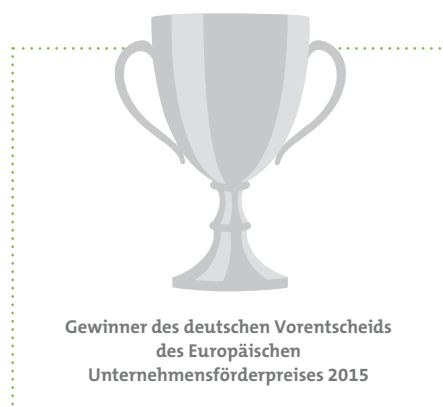 Gewinner des deutschen Vorentscheids
des Europäischen
Unternehmensförderpreises 2015